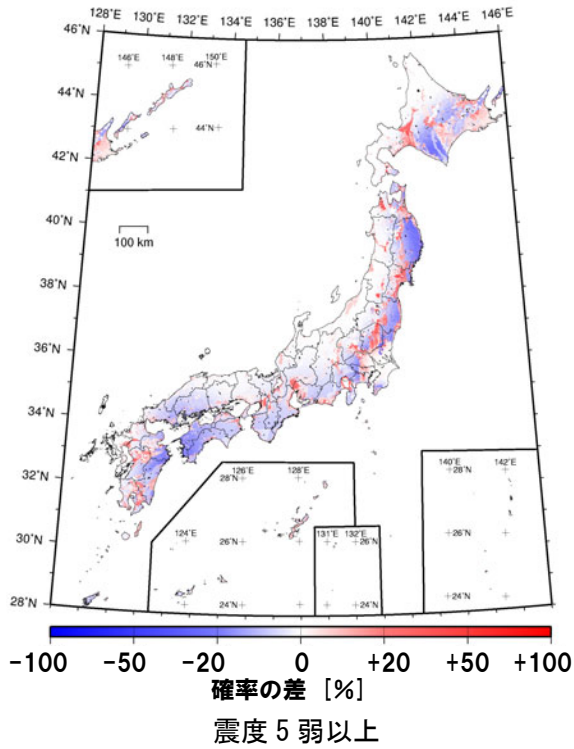 128°E 130°E 132°E 134°E 136°E 138°E 140°E 142°E 144°E 146°E
46°N
146°E 148°E 150°E
46°N
44°N
44°N
42°N
40°N
100 km
38°N
36°N
34°N
32°N
126°E 128°E
28°N
140°E 142°E
28°N
30°N
124°E
26°N
131°E 132°E
26°N
26°N
28°N
24°N
24°N
24°N
-100 -50 -20 0 +20 +50 +100
確率の差 [%]
震度5弱以上